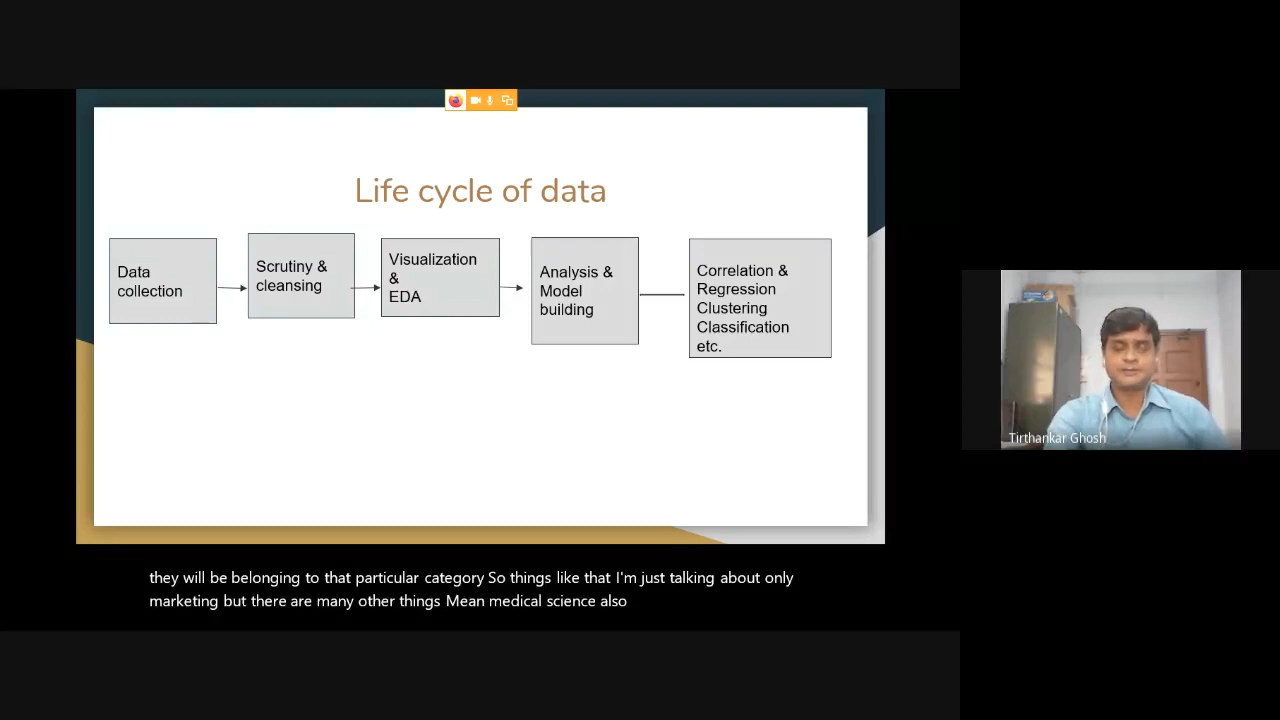 Life cycle of data
Data
collection
Scrutiny &
cleansing
Visualization
&
EDA
Analysis &
Model
building
Correlation &
Regression
Clustering
Classification
etc.
Tirthankar Ghosh
they will be belonging to that particular category So things like that I'm just talking about only
marketing but there are many other things Mean medical science also